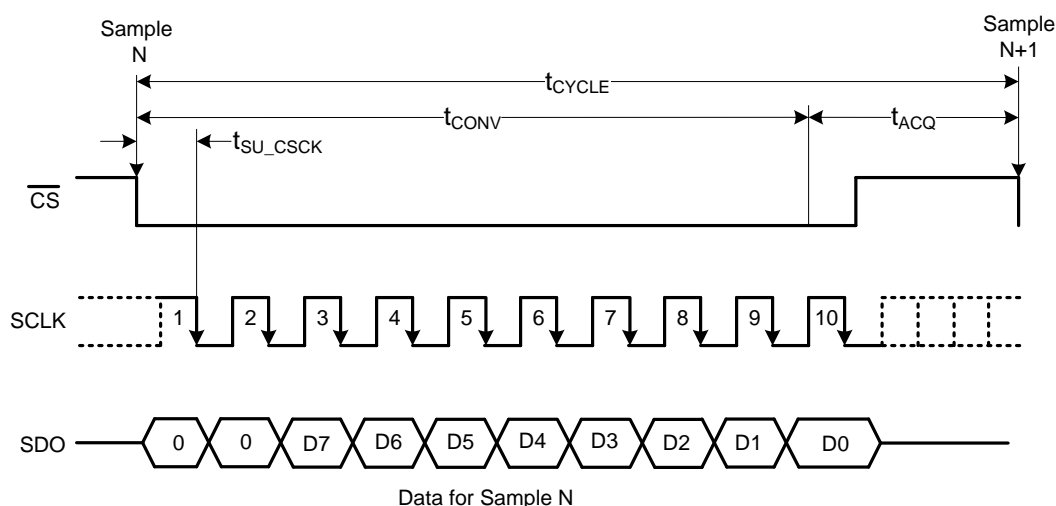 Sample
N
Sample
N+1
tCYCLE
tCONV
tACQ
tSU_CSCK
CS
SCLK
1 2 3 4 5 6 7 8 9 10
SDO
0 0 D7 D6 D5 D4 D3 D2 D1 D0
Data for Sample N